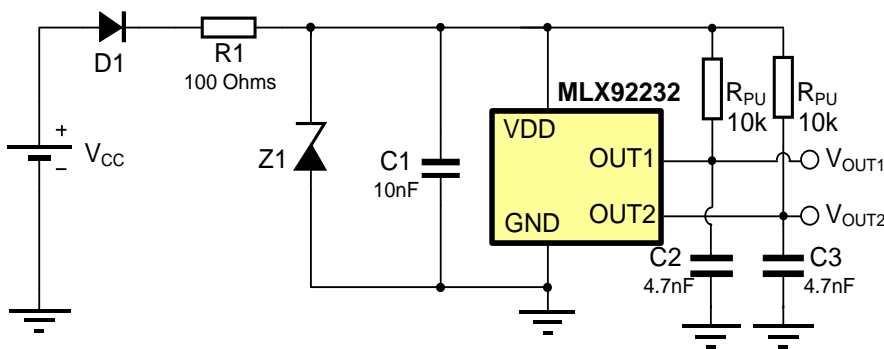 D1
R1
100 Ohms
+
VCC
−
Z1
C1
10nF
MLX92232
VDD
OUT1
OUT2
GND
RPU
10k
RPU
10k
VOUT1
VOUT2
C2
4.7nF
C3
4.7nF